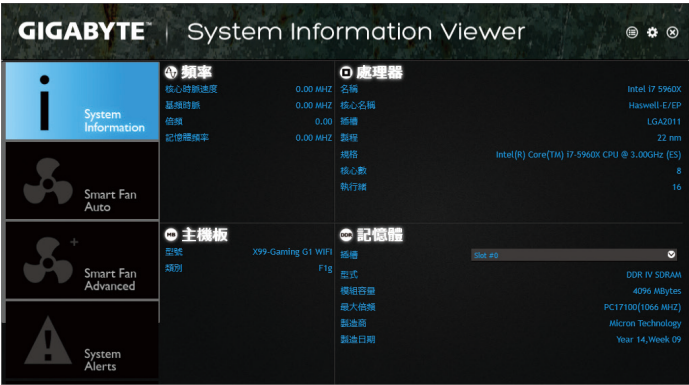 GIGABYTE™ System Information Viewer
System
Information
Smart Fan
Auto
Smart Fan
Advanced
System
Alerts
頻率
核心時脈速度 0.00 MHZ
基頻時脈 0.00 MHZ
倍頻 0.00
記憶體頻率 0.00 MHZ
處理器
名稱 Intel i7 5960X
核心名稱 Haswell-E/EP
插槽 LGA2011
製程 22 nm
規格 Intel(R) Core(TM) i7-5960X CPU @ 3.00GHz (ES)
核心數 8
執行緒 16
MB 主機板
型號 X99-Gaming G1 WIFI
類別 F1g
DDR 記憶體
插槽 Slot #0
型式 DDR IV SDRAM
模組容量 4096 MBytes
最大倍頻 PC17100(1066 MHZ)
製造商 Micron Technology
製造日期 Year 14,Week 09